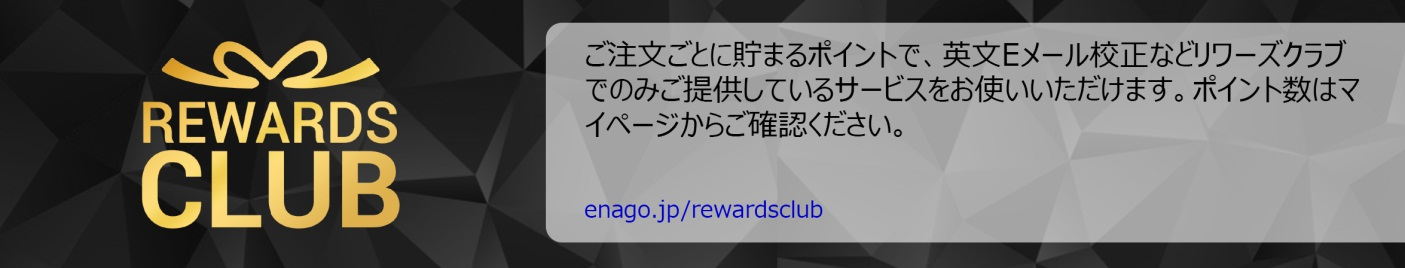 REWARDS
CLUB
ご注文ごとに貯まるポイントで、英文Eメール校正などリワーズクラブ
でのみご提供しているサービスをお使いいただけます。ポイント数はマ
イページからご確認ください。
enago.jp/rewardsclub